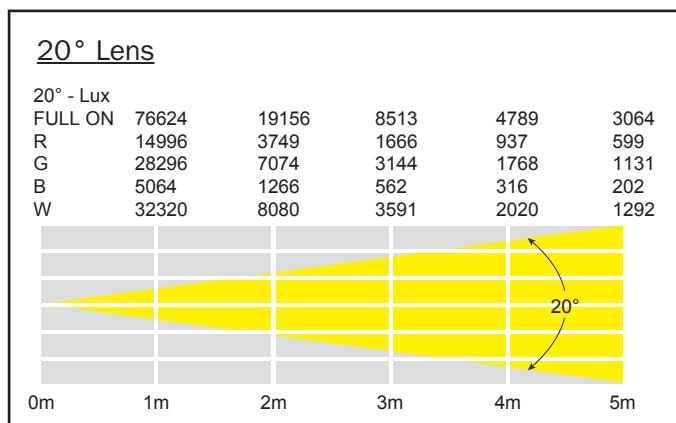 20° Lens
20° - Lux
FULL ON 76624 19156 8513 4789 3064
R 14996 3749 1666 937 599
G 28296 7074 3144 1768 1131
B 5064 1266 562 316 202
W 32320 8080 3591 2020 1292
20°
0m 1m 2m 3m 4m 5m